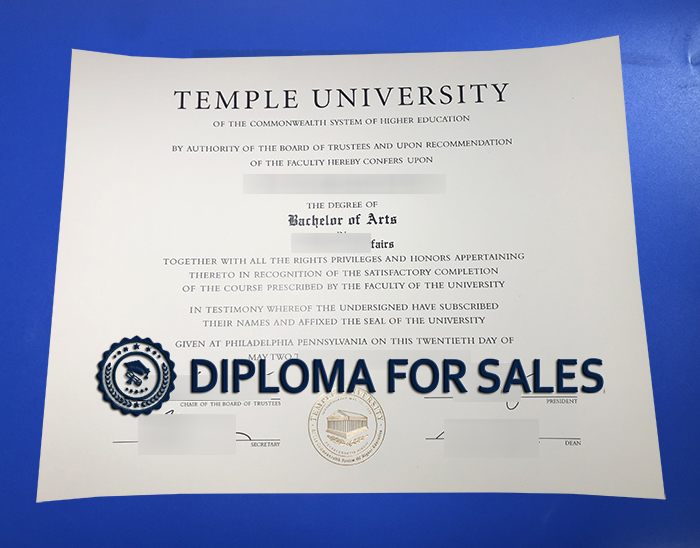 TEMPLE UNIVERSITY
OF THE COMMONWEALTH SYSTEM OF HIGHER EDUCATION
BY AUTHORITY OF THE BOARD OF TRUSTEES AND UPON RECOMMENDATION
OF THE FACULTY HEREBY CONFERS UPON
THE DEGREE OF
Bachelor of Arts
fairs
TOGETHER WITH ALL THE RIGHTS PRIVILEGES AND HONORS APPERTAINING
THERETO IN RECOGNITION OF THE SATISFACTORY COMPLETION
OF THE COURSE PRESCRIBED BY THE FACULTY OF THE UNIVERSITY
IN TESTIMONY WHEREOF THE UNDERSIGNED HAVE SUBSCRIBED
THEIR NAMES AND AFFIXED THE SEAL OF THE UNIVERSITY
GIVEN AT PHILADELPHIA PENNSYLVANIA ON THIS TWENTIETH DAY OF
MAY TWO
DIPLOMA FOR SALES
CHAIR OF THE BOARD OF TRUSTEES
PRESIDENT
TEMPLE UNIVERSITY
SECRETARY
DEAN